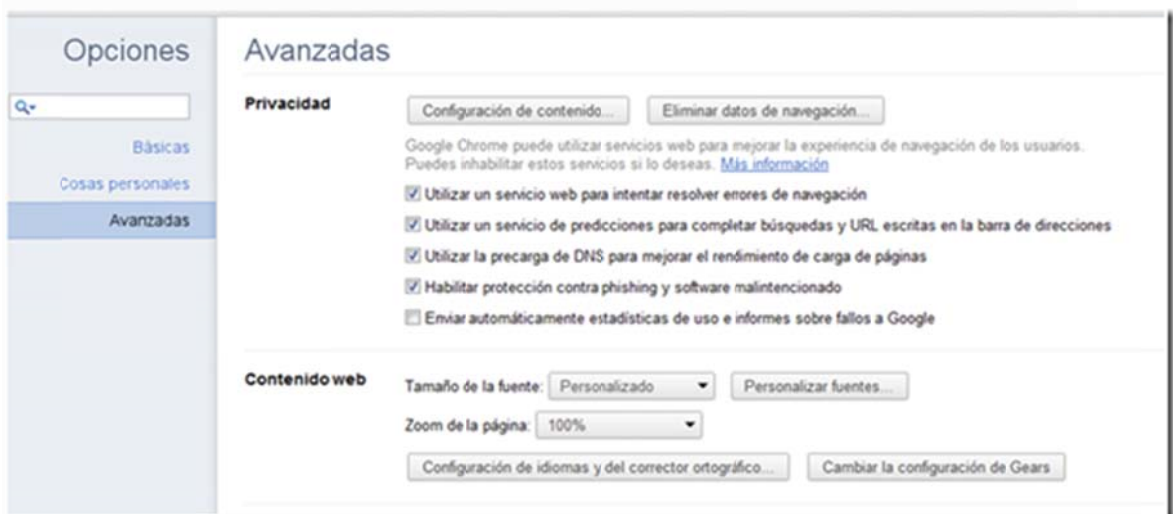 Opciones
Básicas
Cosas personales
Avanzadas
Avanzadas
Privacidad
Configuración de contenido...
Eliminar datos de navegación...
Google Chrome puede utilizar servicios web para mejorar la experiencia de navegación de los usuarios.
Puedes inhabilitar estos servicios si lo deseas. Más información
Utilizar un servicio web para intentar resolver errores de navegación
Utilizar un servicio de predicciones para completar búsquedas y URL escritas en la barra de direcciones
Utilizar la precarga de DNS para mejorar el rendimiento de carga de páginas
Habilitar protección contra phishing y software malintencionado
Enviar automáticamente estadísticas de uso e informes sobre fallos a Google
Contenido web
Tamaño de la fuente: Personalizado Personalizar fuentes...
Zoom de la página: 100%
Configuración de idiomas y del corrector ortográfico... Cambiar la configuración de Gears